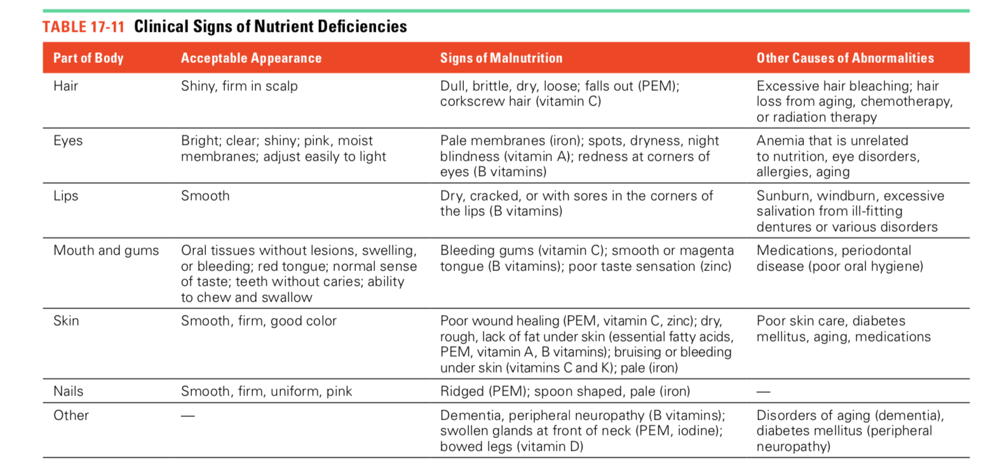 TABLE 17-11 Clinical Signs of Nutrient Deficiencies
Part of Body Acceptable Appearance Signs of Malnutrition Other Causes of Abnormalities
Hair Shiny, firm in scalp Dull, brittle, dry, loose; falls out (PEM); Excessive hair bleaching; hair
corkscrew hair (vitamin C) loss from aging, chemotherapy,
or radiation therapy
Eyes Bright; clear; shiny; pink, moist Pale membranes (iron); spots, dryness, night Anemia that is unrelated
membranes; adjust easily to light blindness (vitamin A); redness at corners of to nutrition, eye disorders,
eyes (B vitamins) allergies, aging
Lips Smooth Dry, cracked, or with sores in the corners of Sunburn, windburn, excessive
the lips (B vitamins) salivation from ill-fitting
dentures or various disorders
Mouth and gums Oral tissues without lesions, swelling, Bleeding gums (vitamin C); smooth or magenta Medications, periodontal
or bleeding; red tongue; normal sense tongue (B vitamins); poor taste sensation (zinc) disease (poor oral hygiene)
of taste; teeth without caries; ability
to chew and swallow
Skin Smooth, firm, good color Poor wound healing (PEM, vitamin C, zinc); dry, Poor skin care, diabetes
rough, lack of fat under skin (essential fatty acids, mellitus, aging, medications
PEM, vitamin A, B vitamins); bruising or bleeding
under skin (vitamins C and K); pale (iron)
Nails Smooth, firm, uniform, pink Ridged (PEM); spoon shaped, pale (iron) —
Other — Dementia, peripheral neuropathy (B vitamins); Disorders of aging (dementia),
swollen glands at front of neck (PEM, iodine); diabetes mellitus (peripheral
bowed legs (vitamin D) neuropathy)